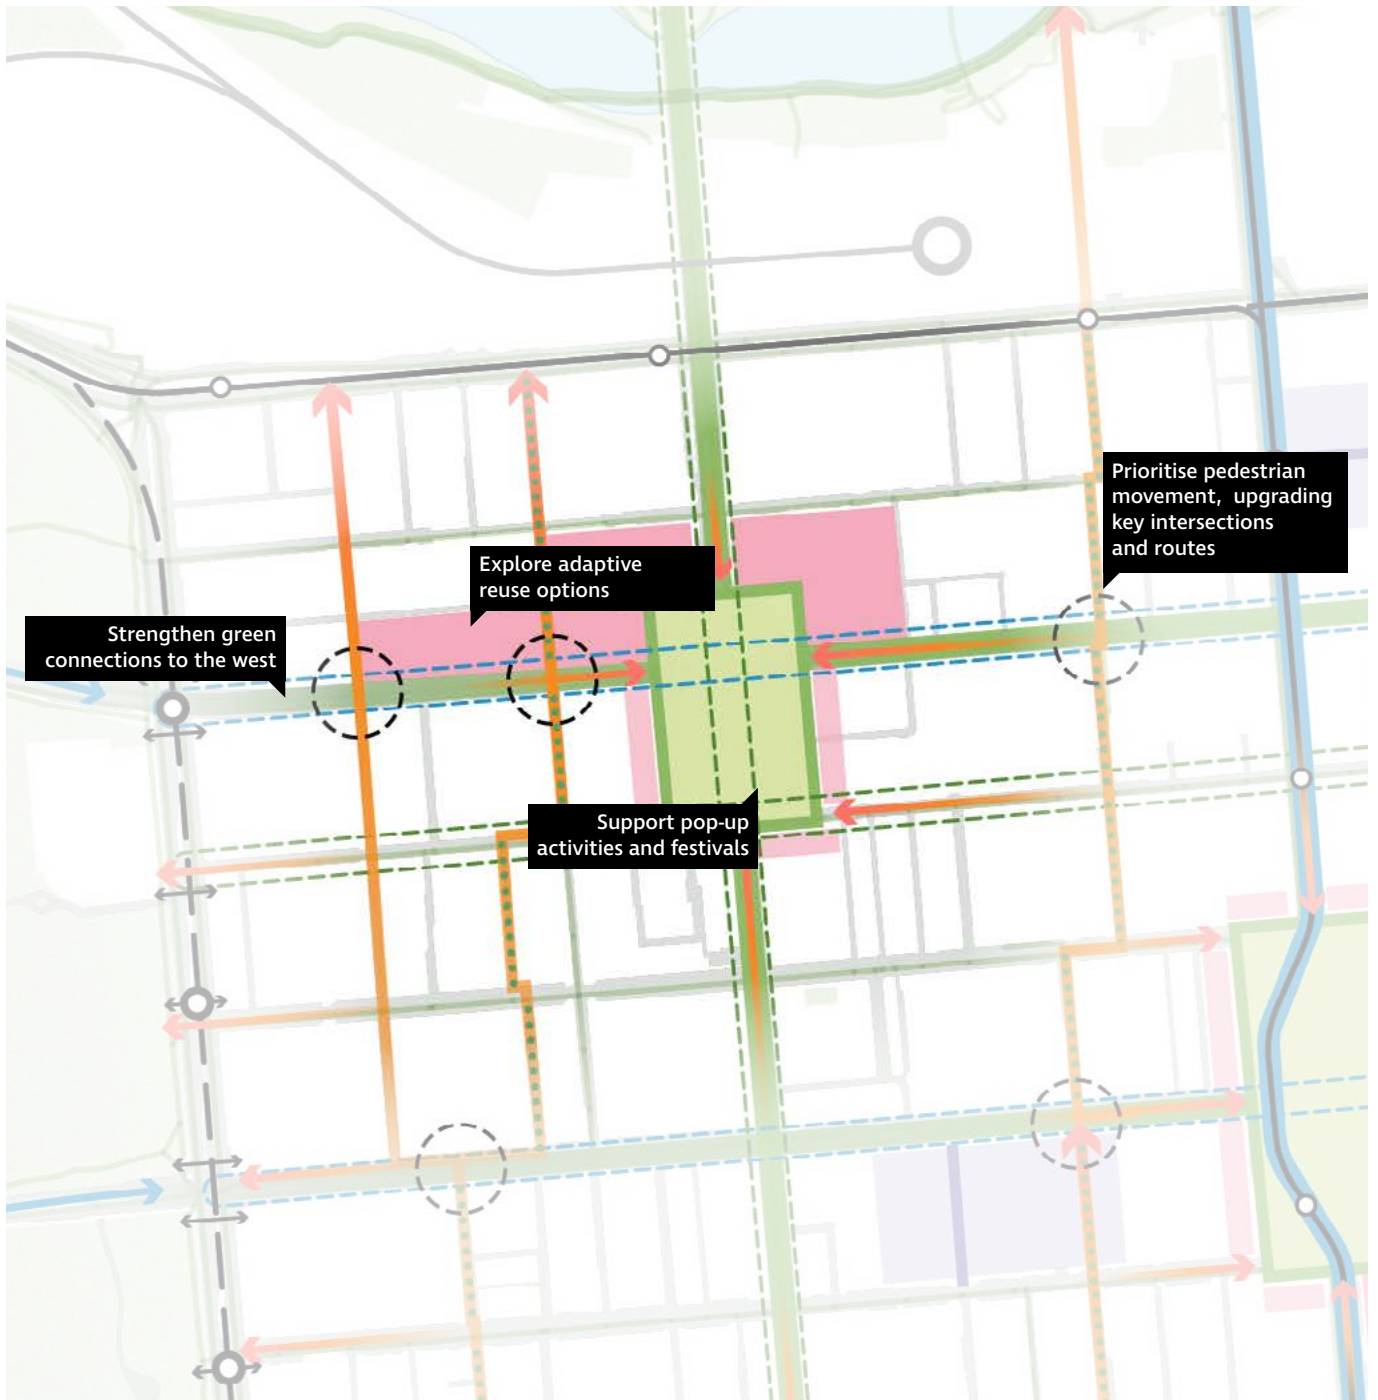 Prioritise pedestrian
movement, upgrading
key intersections
and routes
Explore adaptive
reuse options
Strengthen green
connections to the west
Support pop-up
activities and festivals